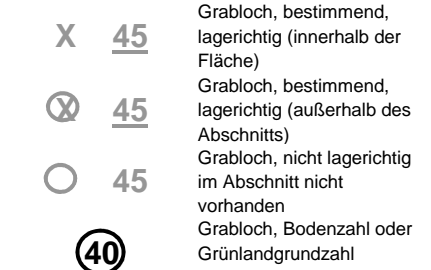 Grabloch, bestimmend,
X 45 lagerichtig (innerhalb der
Fläche)
Grabloch, bestimmend,
X 45 lagerichtig (außerhalb des
Abschnitts)
Grabloch, nicht lagerichtig
45 im Abschnitt nicht
vorhanden
Grabloch, Bodenzahl oder
40 Grünlandgrundzahl